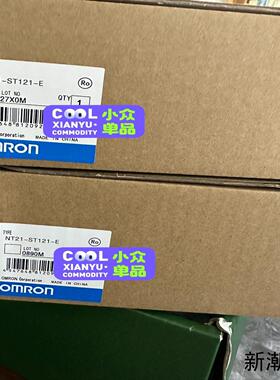 -ST121-E
Ro
LOT NO
27X0M
QTY
1
COOL 小众
XIANYU- 单品
COMMODITY
Corporation
MADE IN CHINA
MRON
TYPE
NT21-ST121-E
Ro
LOT NO
0890M
COOL 小众
XIANYU- 单品
COMMODITY
OMRON Corporation
MADE IN CHINA
OMRON
新潮